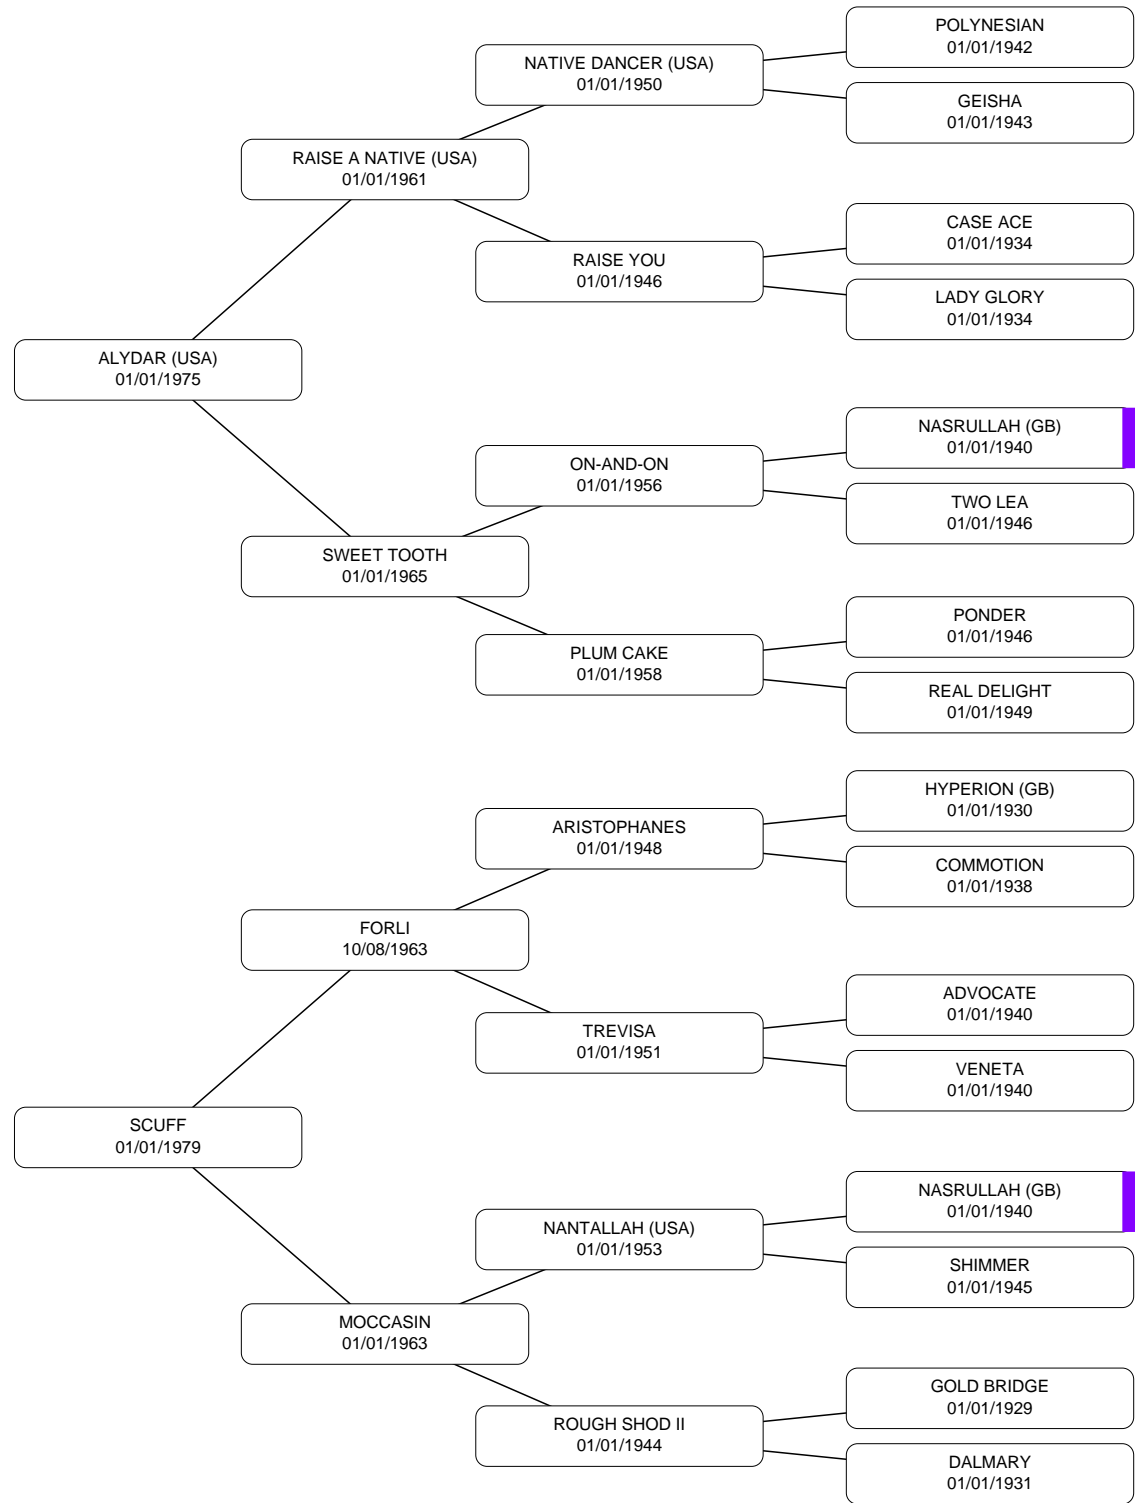 POLYNESIAN
01/01/1942
NATIVE DANCER (USA)
01/01/1950
GEISHA
01/01/1943
RAISE A NATIVE (USA)
01/01/1961
CASE ACE
01/01/1934
RAISE YOU
01/01/1946
LADY GLORY
01/01/1934
ALYDAR (USA)
01/01/1975
NASRULLAH (GB)
01/01/1940
ON-AND-ON
01/01/1956
TWO LEA
01/01/1946
SWEET TOOTH
01/01/1965
PONDER
01/01/1946
PLUM CAKE
01/01/1958
REAL DELIGHT
01/01/1949
HYPERION (GB)
01/01/1930
ARISTOPHANES
01/01/1948
COMMOTION
01/01/1938
FORLI
10/08/1963
ADVOCATE
01/01/1940
TREVISA
01/01/1951
VENETA
01/01/1940
SCUFF
01/01/1979
NASRULLAH (GB)
01/01/1940
NANTALLAH (USA)
01/01/1953
SHIMMER
01/01/1945
MOCCASIN
01/01/1963
GOLD BRIDGE
01/01/1929
ROUGH SHOD II
01/01/1944
DALMARY
01/01/1931